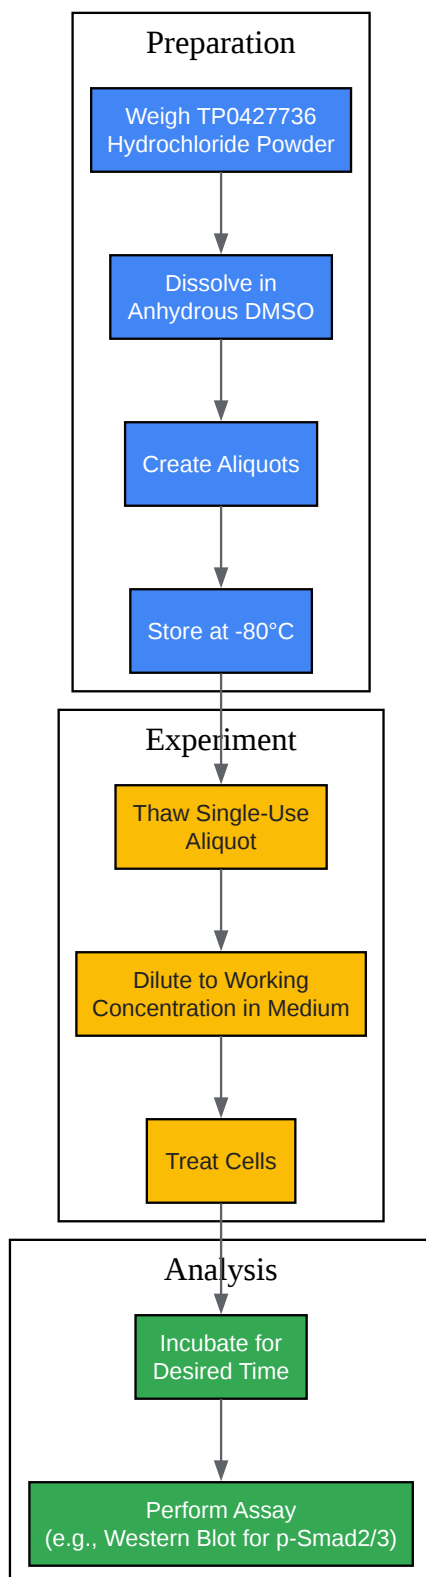 Preparation
Weigh TP0427736
Hydrochloride Powder
Dissolve in
Anhydrous DMSO
Create Aliquots
Store at -80°C
Experiment
Thaw Single-Use
Aliquot
Dilute to Working
Concentration in Medium
Treat Cells
Analysis
Incubate for
Desired Time
Perform Assay
(e.g., Western Blot for p-Smad2/3)